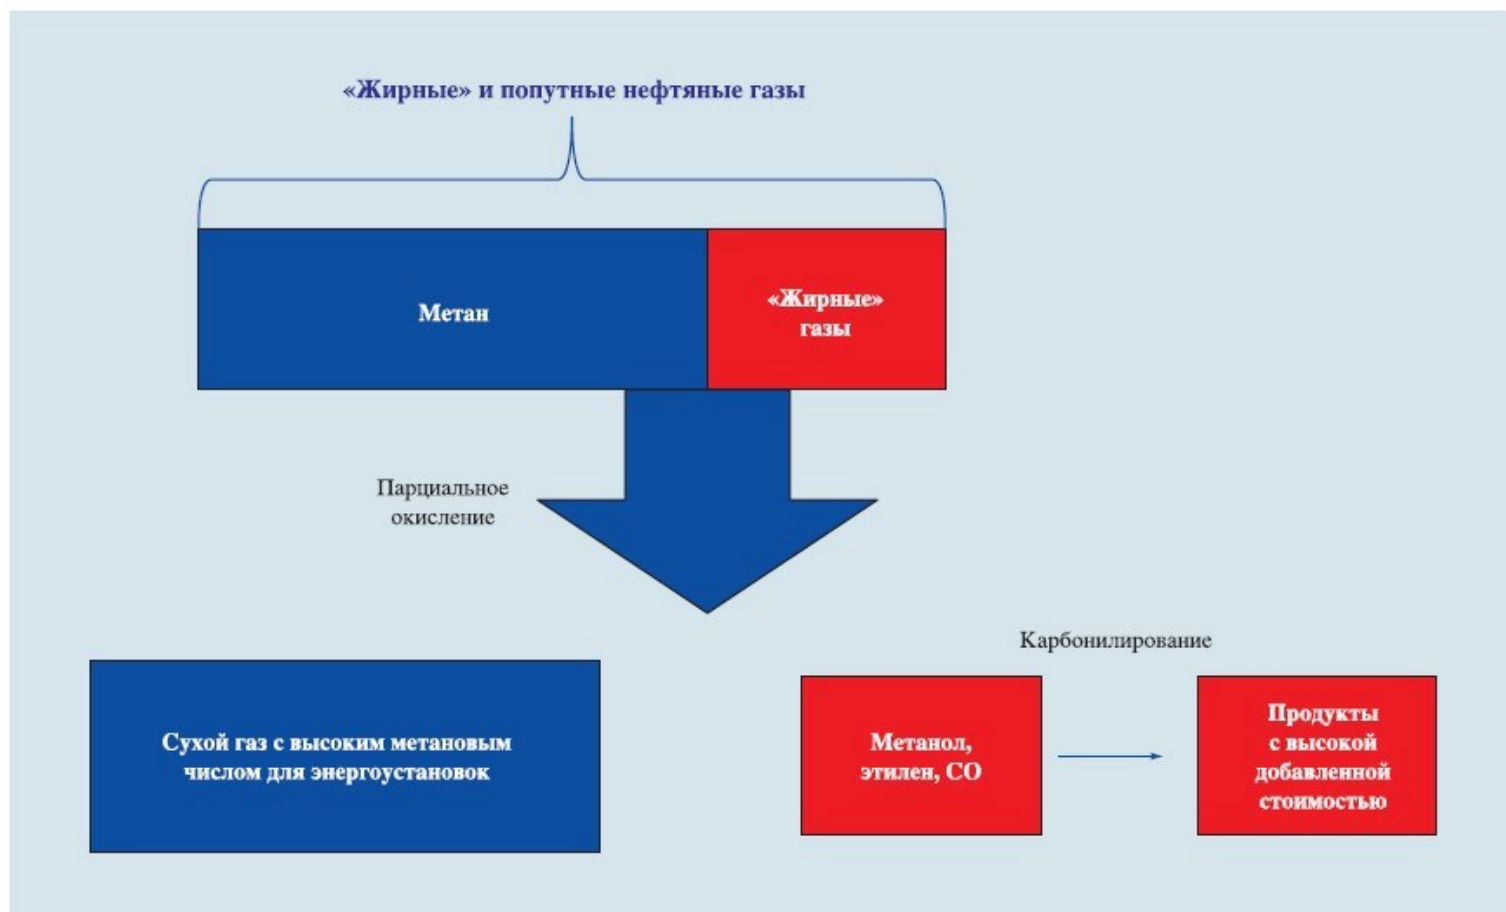 «Жирные» и попутные нефтяные газы
Метан
«Жирные»
газы
Парциальное
окисление
Карбонилирование
Сухой газ с высоким метановым
числом для энергоустановок
Метанол,
этилен, СО
Продукты
с высокой
добавленной
стоимостью